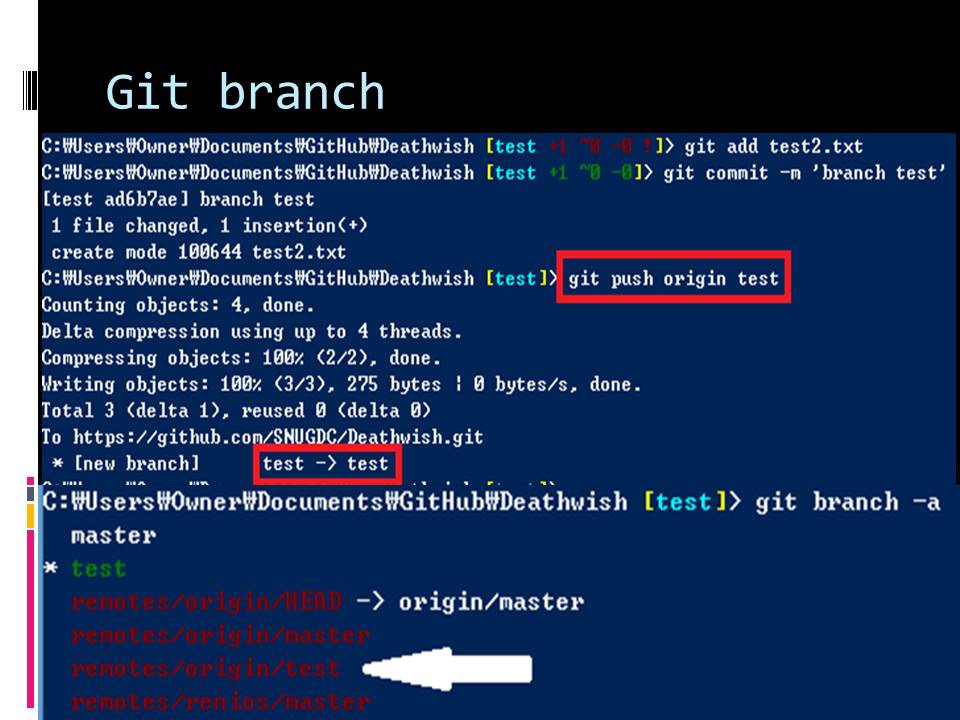 Git branch
C:₩Users₩Owner₩Documents₩GitHub₩Deathwish [test +1 ~0 -0 !]> git add test2.txt
C:₩Users₩Owner₩Documents₩GitHub₩Deathwish [test +1 ~0 -0]> git commit -m 'branch test'
[test ad6b7ae] branch test
1 file changed, 1 insertion(+)
create mode 100644 test2.txt
C:₩Users₩Owner₩Documents₩GitHub₩Deathwish [test]> git push origin test
Counting objects: 4, done.
Delta compression using up to 4 threads.
Compressing objects: 100% (2/2), done.
Writing objects: 100% (3/3), 275 bytes | 0 bytes/s, done.
Total 3 (delta 1), reused 0 (delta 0)
To https://github.com/SNUGDC/Deathwish.git
* [new branch] test -> test
C:₩Users₩Owner₩Documents₩GitHub₩Deathwish [test]> git branch -a
master
* test
remotes/origin/HEAD -> origin/master
remotes/origin/master
remotes/origin/test
remotes/renios/master